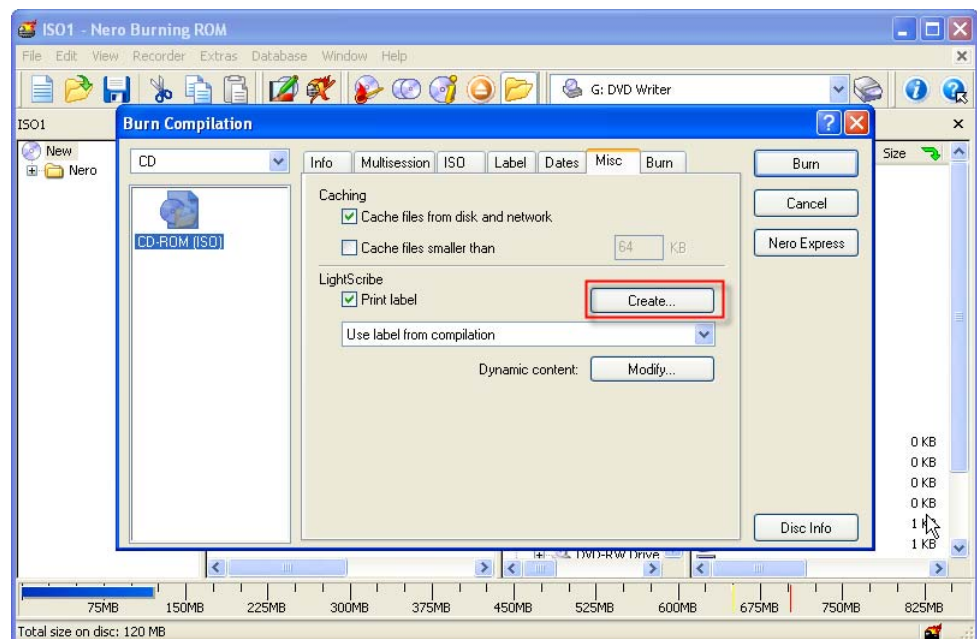 ISO1 - Nero Burning ROM
File Edit View Recorder Extras Database Window Help
G: DVD Writer
ISO1
Burn Compilation
New
Nero
Size
CD
CD-ROM (ISO)
Info Multisession ISO Label Dates Misc Burn
Caching
Cache files from disk and network
Cache files smaller than 64 KB
LightScribe
Print label Create...
Use label from compilation
Dynamic content: Modify...
Burn
Cancel
Nero Express
Disc Info
0 KB
0 KB
0 KB
0 KB
1 KB
1 KB
DVD-RW Drive
75MB 150MB 225MB 300MB 375MB 450MB 525MB 600MB 675MB 750MB 825MB
Total size on disc: 120 MB